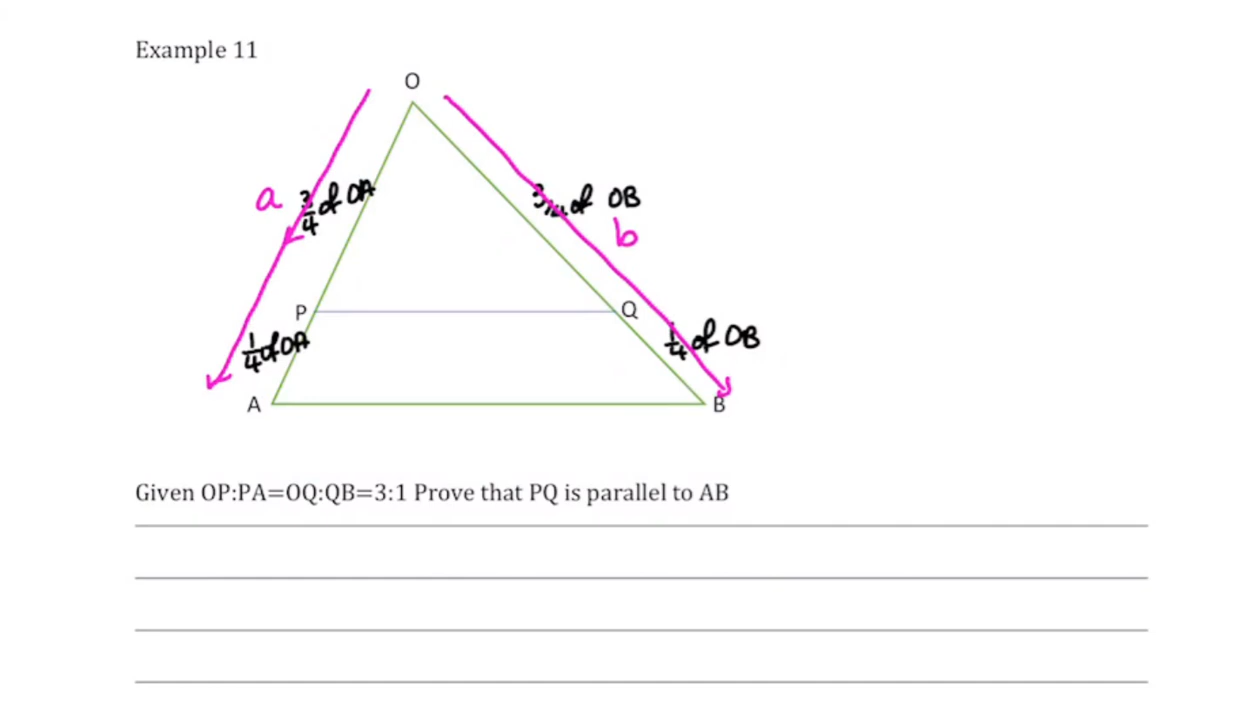 Example 11
O
a 3/4 of OA
3/4 of OB
b
P
Q
1/4 of OA
1/4 of OB
A
B
Given OP:PA=OQ:QB=3:1 Prove that PQ is parallel to AB